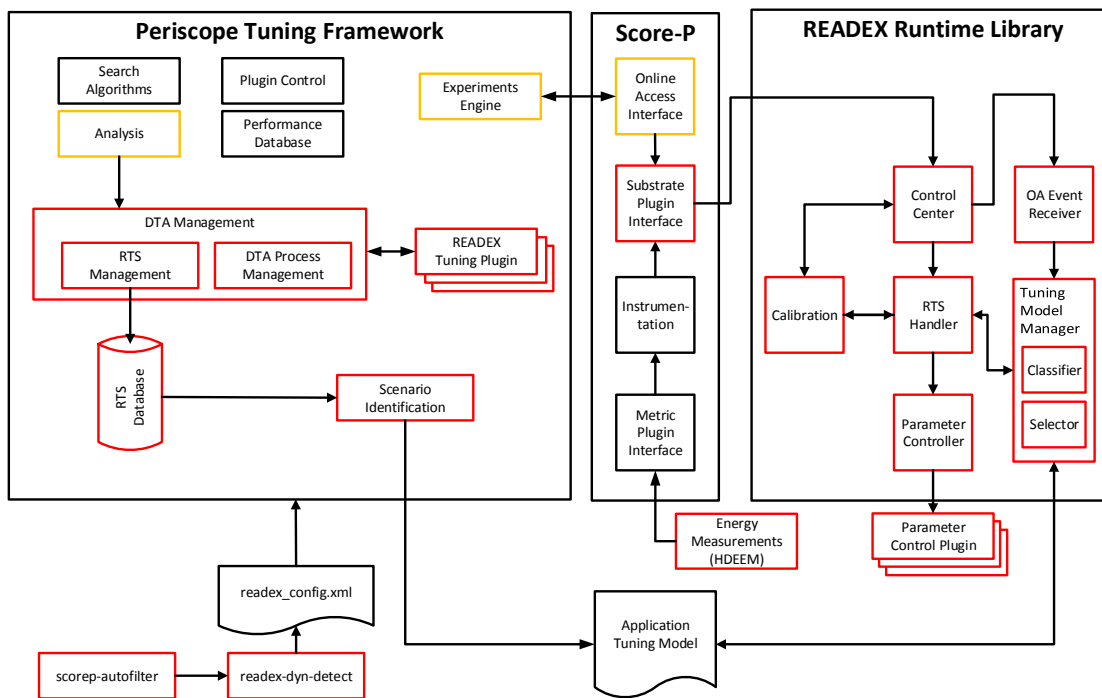 Periscope Tuning Framework
Search
Algorithms
Plugin Control
Analysis
Performance
Database
Experiments
Engine
DTA Management
RTS
Management
DTA Process
Management
READEX
Tuning Plugin
RTS
Database
Scenario
Identification
Score-P
Online
Access
Interface
Substrate
Plugin
Interface
Instrumen-
tation
Metric
Plugin
Interface
Energy
Measurements
(HDEEM)
READEX Runtime Library
Control
Center
OA Event
Receiver
Calibration
RTS
Handler
Tuning
Model
Manager
Classifier
Selector
Parameter
Controller
Parameter
Control Plugin
readex_config.xml
scorep-autofilter
readex-dyn-detect
Application
Tuning Model